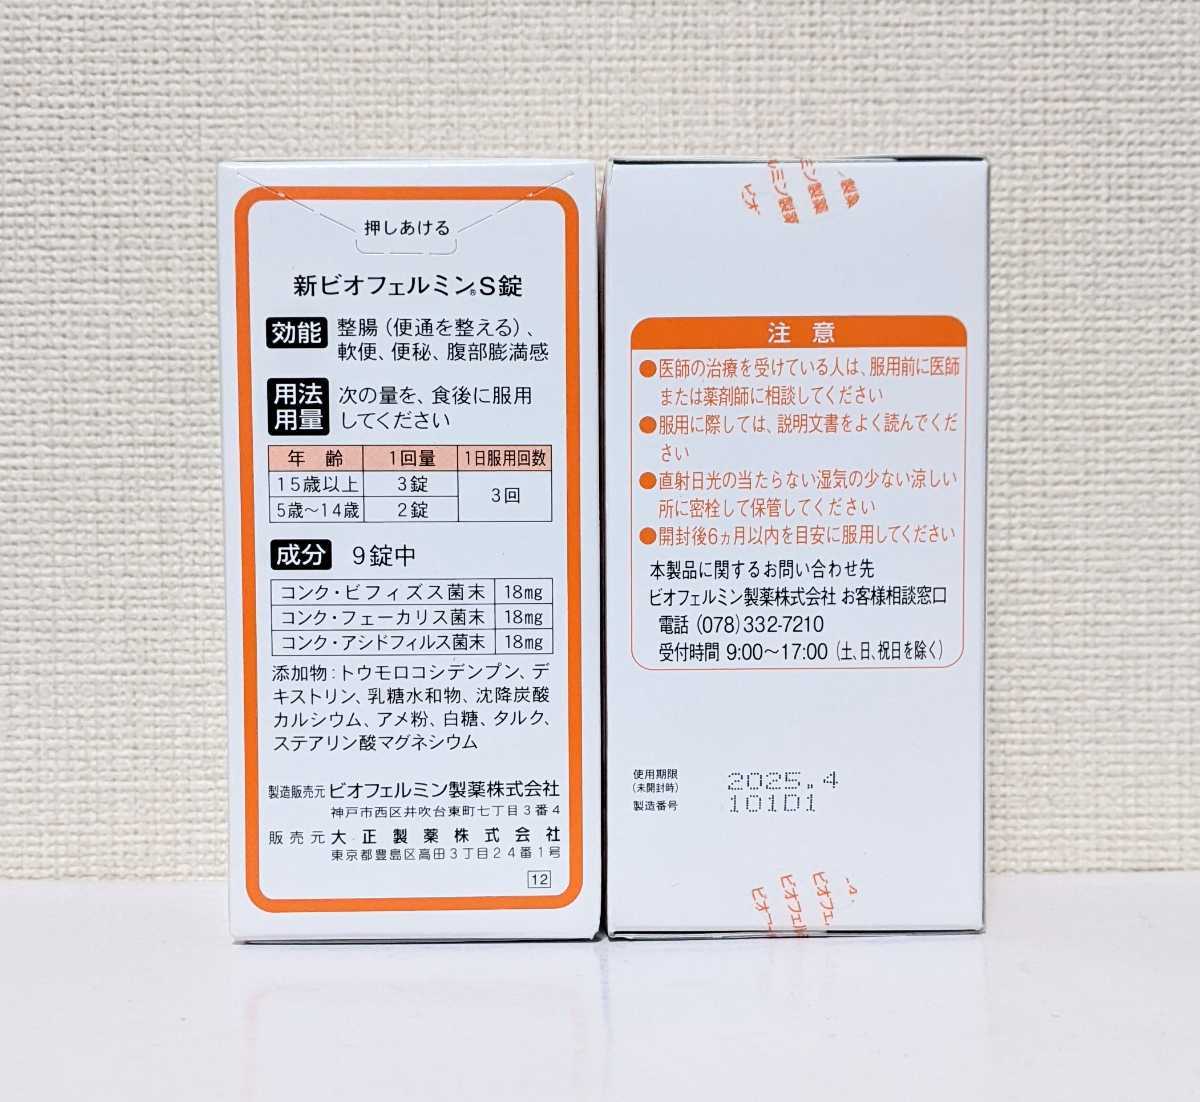 押しあける
新ビオフェルミン®S錠
効能 整腸（便通を整える）、
軟便、便秘、腹部膨満感
用法 次の量を、食後に服用
用量 してください
年齢 1回量 1日服用回数
15歳以上 3錠 3回
5歳〜14歳 2錠
成分 9錠中
コンク・ビフィズス菌末 18mg
コンク・フェーカリス菌末 18mg
コンク・アシドフィルス菌末 18mg
添加物：トウモロコシデンプン、デ
キストリン、乳糖水和物、沈降炭酸
カルシウム、アメ粉、白糖、タルク、
ステアリン酸マグネシウム
製造販売元 ビオフェルミン製薬株式会社
神戸市西区井吹台東町七丁目3番4
販売元 大正製薬株式会社
東京都豊島区高田3丁目24番1号
12
ビオ ミン製薬
注意
●医師の治療を受けている人は、服用前に医師
または薬剤師に相談してください
●服用に際しては、説明文書をよく読んでくだ
さい
●直射日光の当たらない湿気の少ない涼しい
所に密栓して保管してください
●開封後6ヵ月以内を目安に服用してください
本製品に関するお問い合わせ先
ビオフェルミン製薬株式会社 お客様相談窓口
電話（078）332-7210
受付時間 9:00〜17:00（土、日、祝日を除く）
使用期限 2025.4
（未開封時）
製造番号 101D1
ビオフェ ビオフェル ビオフェ